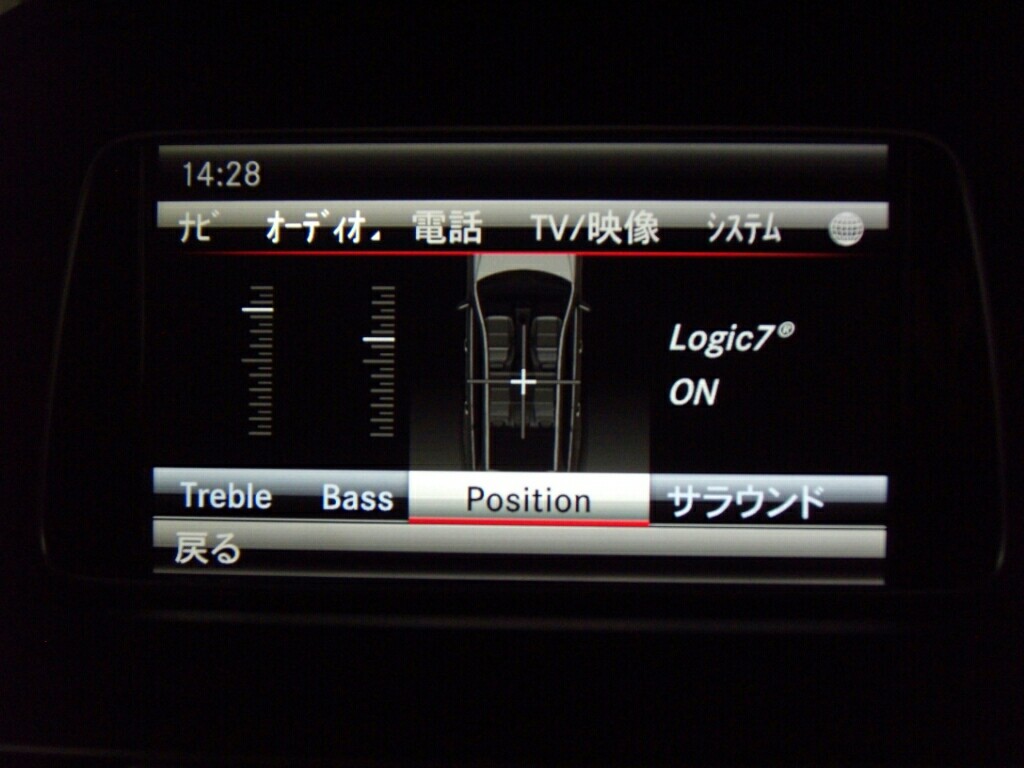 14:28
ナビ オーディオ 電話 TV/映像 システム
Logic7®
ON
Treble Bass Position サラウンド
戻る